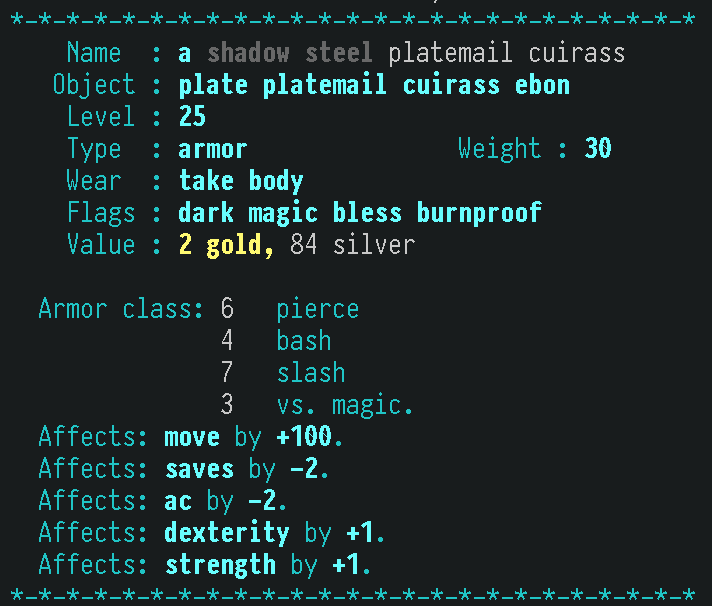 *-*-*-*-*-*-*-*-*-*-*-*-*-*-*-*-*-*-*-*-*-*-*-*-*
Name : a shadow steel platemail cuirass
Object : plate platemail cuirass ebon
Level : 25
Type : armor Weight : 30
Wear : take body
Flags : dark magic bless burnproof
Value : 2 gold, 84 silver
Armor class: 6 pierce
4 bash
7 slash
3 vs. magic.
Affects: move by +100.
Affects: saves by -2.
Affects: ac by -2.
Affects: dexterity by +1.
Affects: strength by +1.
*-*-*-*-*-*-*-*-*-*-*-*-*-*-*-*-*-*-*-*-*-*-*-*-*